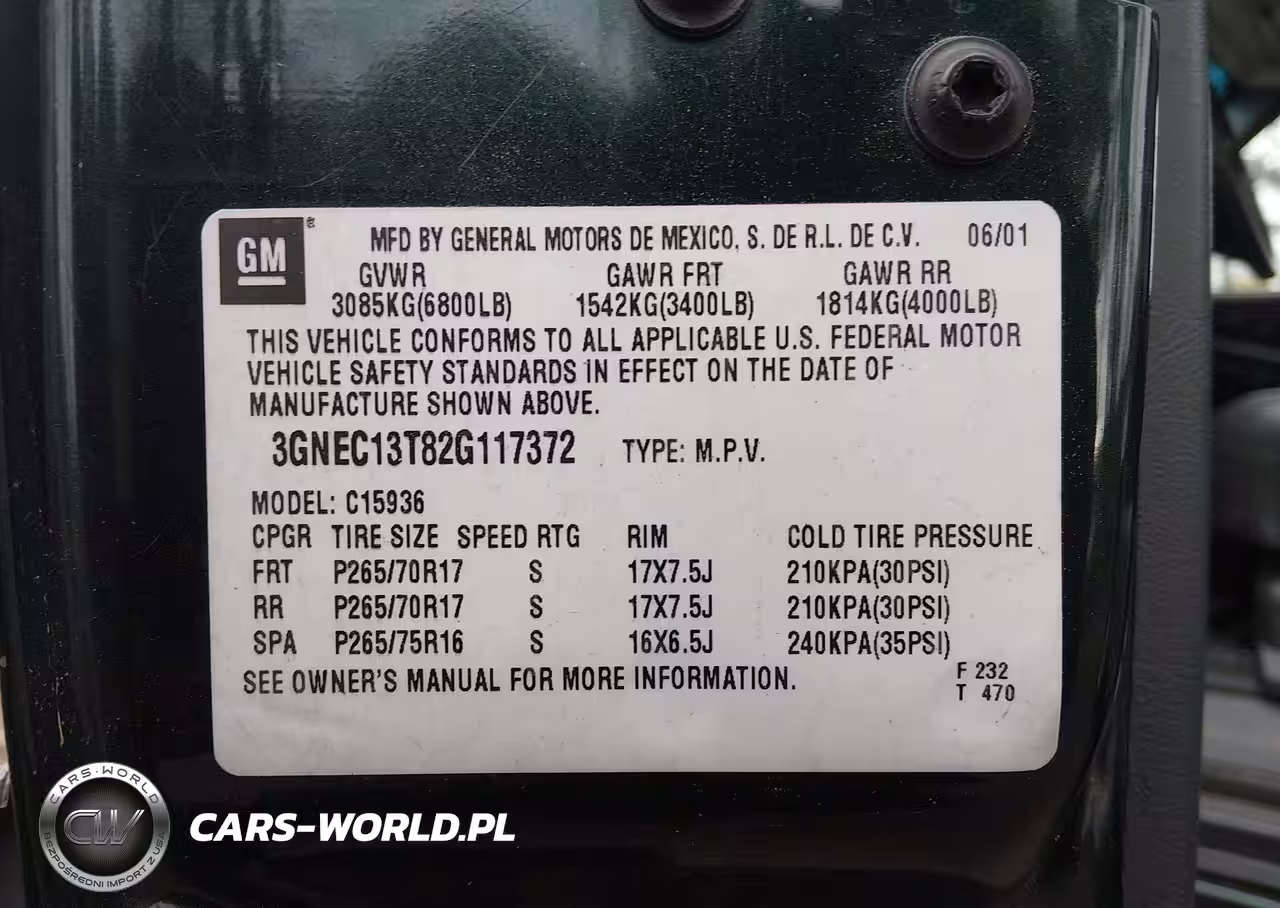 GM ®
MFD BY GENERAL MOTORS DE MEXICO, S. DE R.L. DE C.V. 06/01
GVWR GAWR FRT GAWR RR
3085KG(6800LB) 1542KG(3400LB) 1814KG(4000LB)
THIS VEHICLE CONFORMS TO ALL APPLICABLE U.S. FEDERAL MOTOR
VEHICLE SAFETY STANDARDS IN EFFECT ON THE DATE OF
MANUFACTURE SHOWN ABOVE.
3GNEC13T82G117372 TYPE: M.P.V.
MODEL: C15936
CPGR TIRE SIZE SPEED RTG RIM COLD TIRE PRESSURE
FRT P265/70R17 S 17X7.5J 210KPA(30PSI)
RR P265/70R17 S 17X7.5J 210KPA(30PSI)
SPA P265/75R16 S 16X6.5J 240KPA(35PSI)
SEE OWNER'S MANUAL FOR MORE INFORMATION.
F 232
T 470
CARS-WORLD
CW
BEZPOŚREDNI IMPORT Z USA
CARS-WORLD.PL